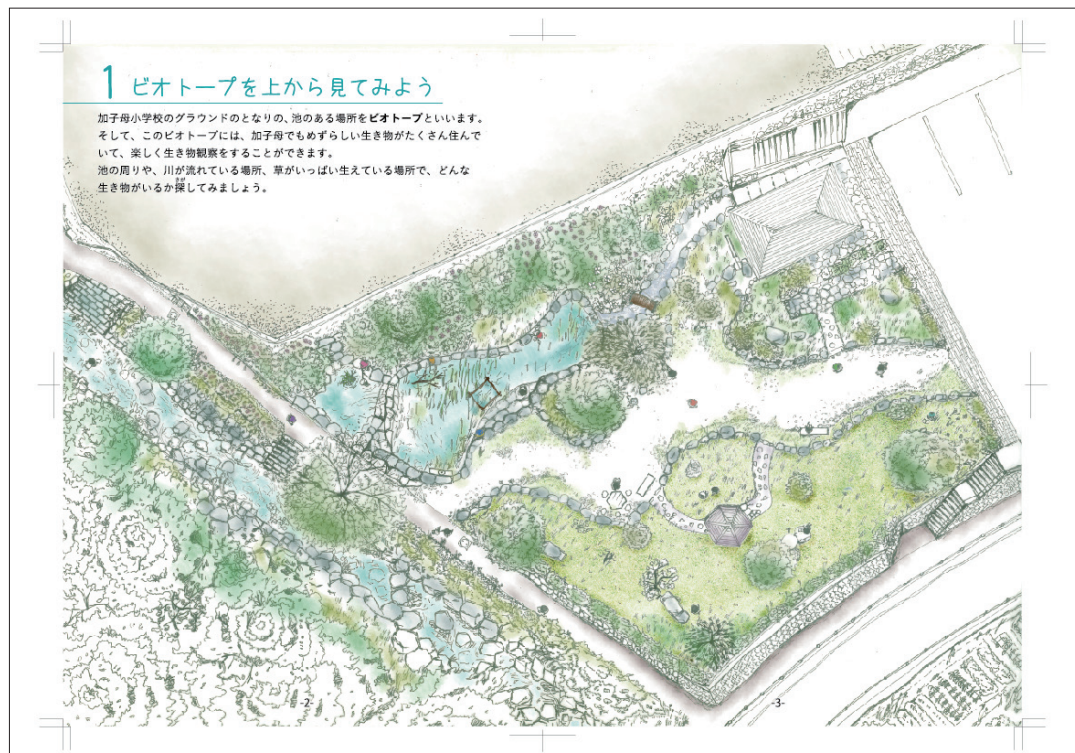 1 ビオトープを上から見てみよう
加子母小学校のグラウンドのとなりの、池のある場所をビオトープといいます。
そして、このビオトープには、加子母でもめずらしい生き物がたくさん住んで
いて、楽しく生き物観察をすることができます。
池の周りや、川が流れている場所、草がいっぱい生えている場所で、どんな
さが
生き物がいるか探してみましょう。
-2-
-3-